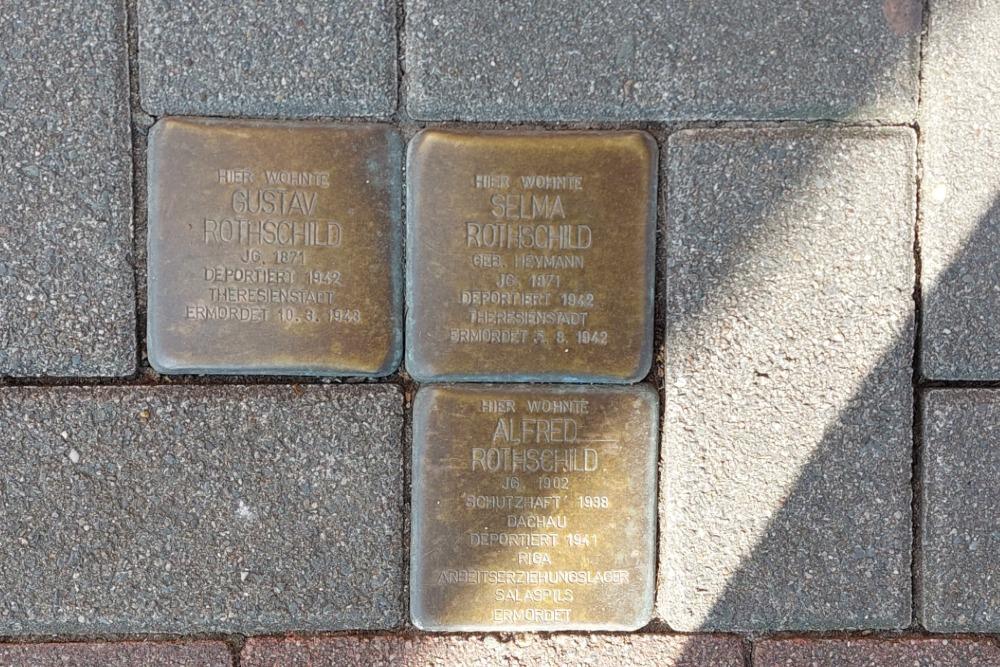 HIER WOHNTE
GUSTAV
ROTHSCHILD
JG. 1871
DEPORTIERT 1942
THERESIENSTADT
ERMORDET 10.3.1943
HIER WOHNTE
SELMA
ROTHSCHILD
GEB. HEYMANN
JG. 1871
DEPORTIERT 1942
THERESIENSTADT
ERMORDET 5.8.1942
HIER WOHNTE
ALFRED
ROTHSCHILD
JG. 1902
'SCHUTZHAFT' 1938
DACHAU
DEPORTIERT 1941
RIGA
ARBEITSERZIEHUNGSLAGER
SALASPILS
ERMORDET